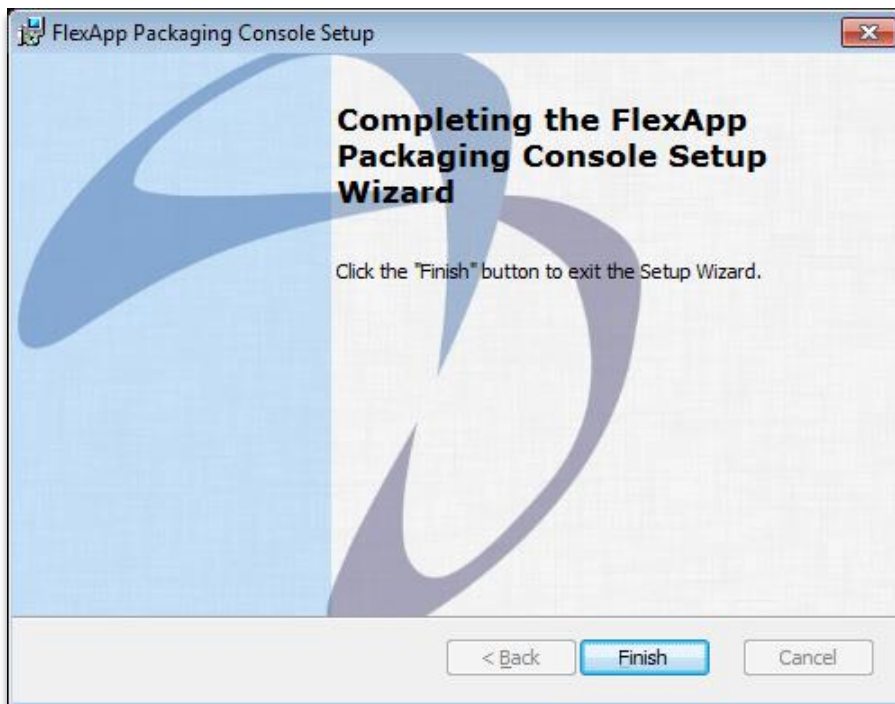 FlexApp Packaging Console Setup
Completing the FlexApp
Packaging Console Setup
Wizard
Click the "Finish" button to exit the Setup Wizard.
< Back Finish Cancel